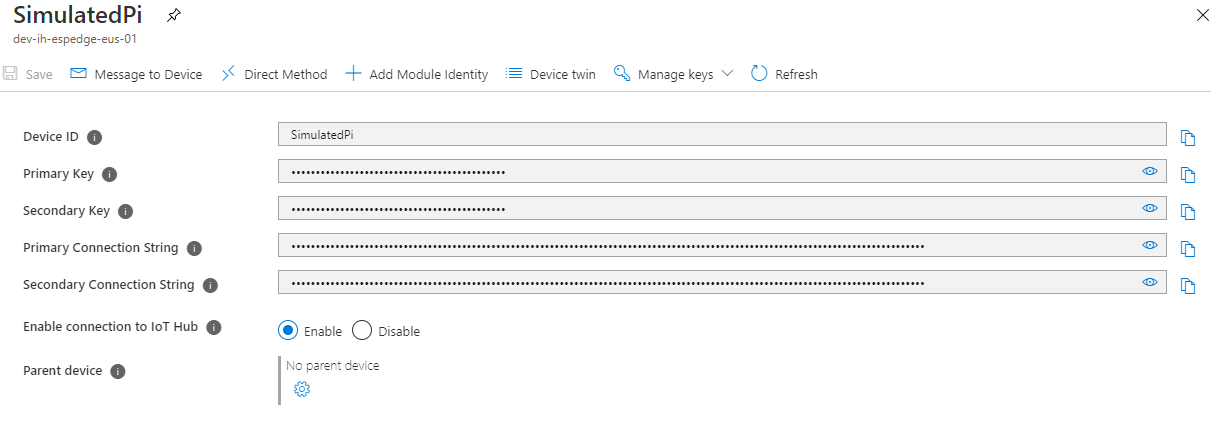 SimulatedPi
dev-ih-espedge-eus-01
Save Message to Device Direct Method Add Module Identity Device twin Manage keys Refresh
Device ID SimulatedPi
Primary Key ••••••••••••••••••••••••••••••••••••••••••••
Secondary Key ••••••••••••••••••••••••••••••••••••••••••••
Primary Connection String
Secondary Connection String
Enable connection to IoT Hub Enable Disable
Parent device No parent device